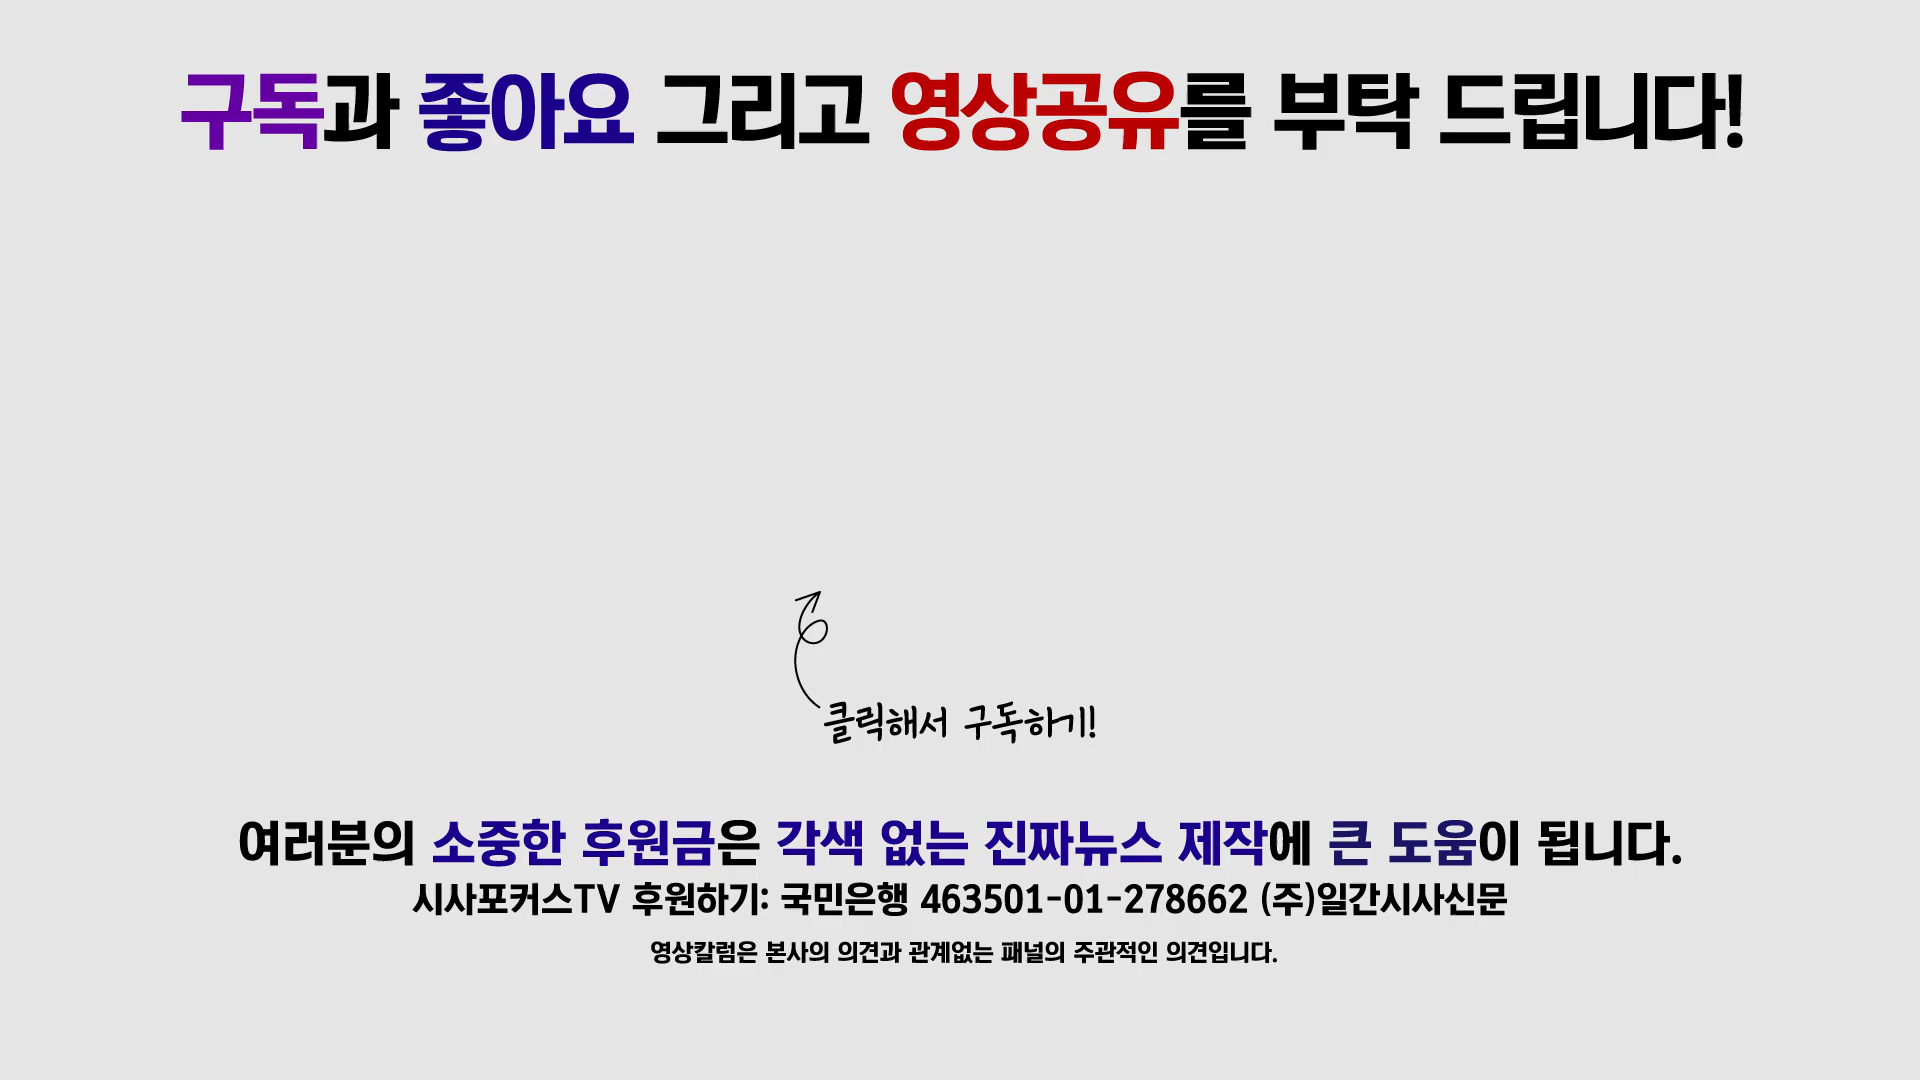 구독과 좋아요 그리고 영상공유를 부탁 드립니다!
클릭해서 구독하기!
여러분의 소중한 후원금은 각색 없는 진짜뉴스 제작에 큰 도움이 됩니다.
시사포커스TV 후원하기: 국민은행 463501-01-278662 (주)일간시사신문
영상칼럼은 본사의 의견과 관계없는 패널의 주관적인 의견입니다.